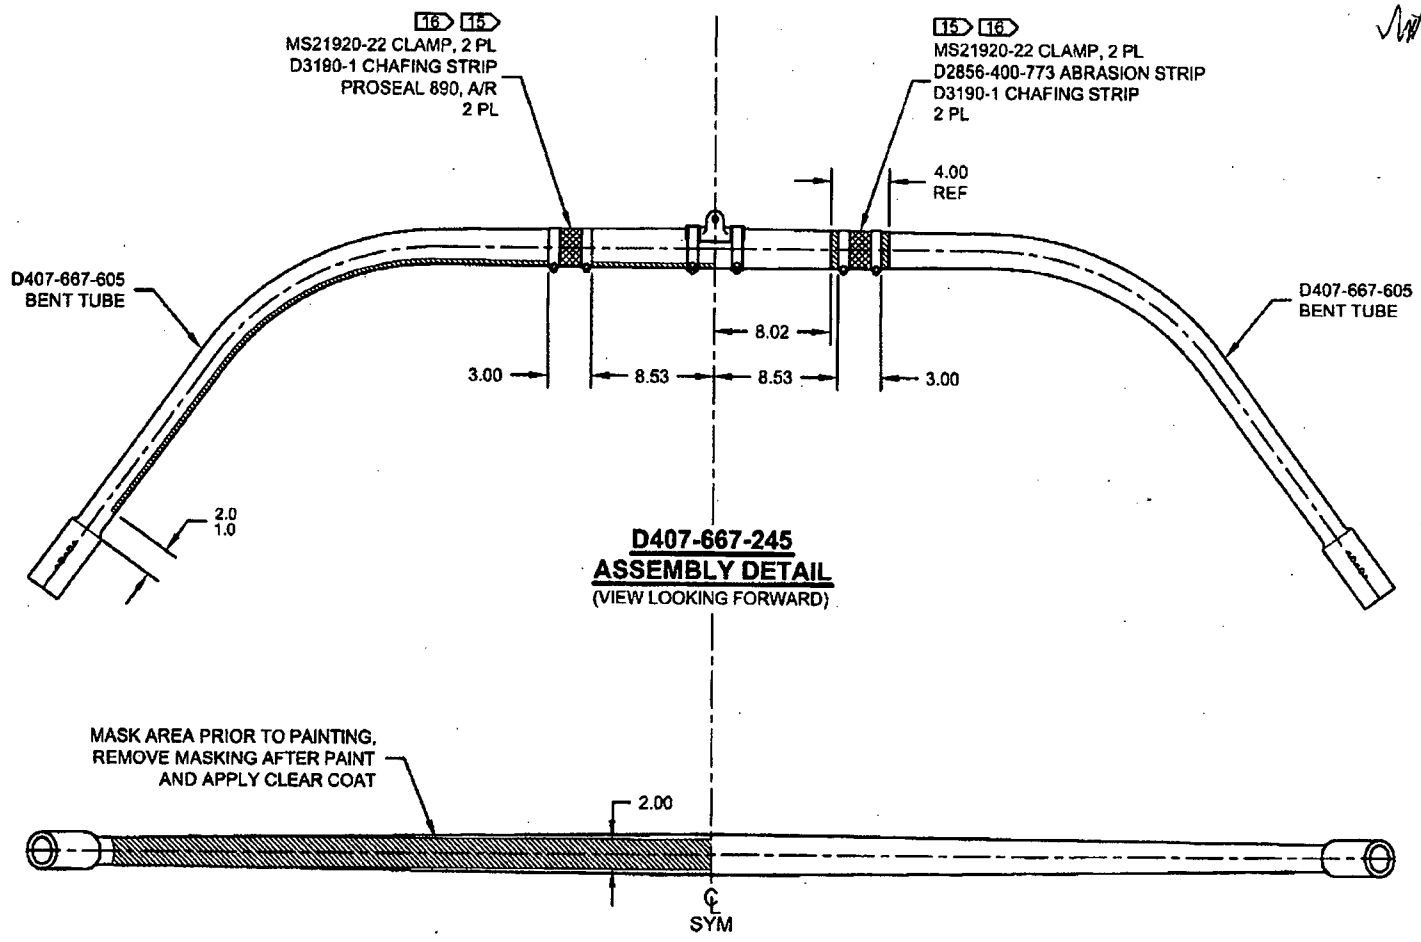 16 15
MS21920-22 CLAMP, 2 PL
D3190-1 CHAFING STRIP
PROSEAL 890, A/R
2 PL
15 16
MS21920-22 CLAMP, 2 PL
D2856-400-773 ABRASION STRIP
D3190-1 CHAFING STRIP
2 PL
4.00
REF
D407-667-605
BENT TUBE
D407-667-605
BENT TUBE
8.02
3.00
8.53
8.53
3.00
2.0
1.0
D407-667-245
ASSEMBLY DETAIL
(VIEW LOOKING FORWARD)
MASK AREA PRIOR TO PAINTING,
REMOVE MASKING AFTER PAINT
AND APPLY CLEAR COAT
2.00
SYM